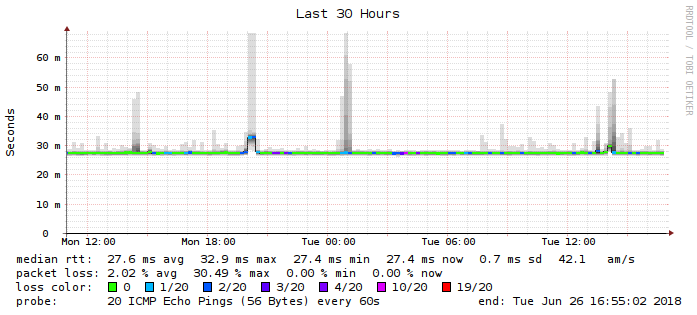 Last 30 Hours
RRDTOOL / TOBI OETIKER
Seconds
60 m
50 m
40 m
30 m
20 m
10 m
0
Mon 12:00 Mon 18:00 Tue 00:00 Tue 06:00 Tue 12:00
median rtt: 27.6 ms avg 32.9 ms max 27.4 ms min 27.4 ms now 0.7 ms sd 42.1 am/s
packet loss: 2.02 % avg 30.49 % max 0.00 % min 0.00 % now
loss color: 0 1/20 2/20 3/20 4/20 10/20 19/20
probe: 20 ICMP Echo Pings (56 Bytes) every 60s end: Tue Jun 26 16:55:02 2018